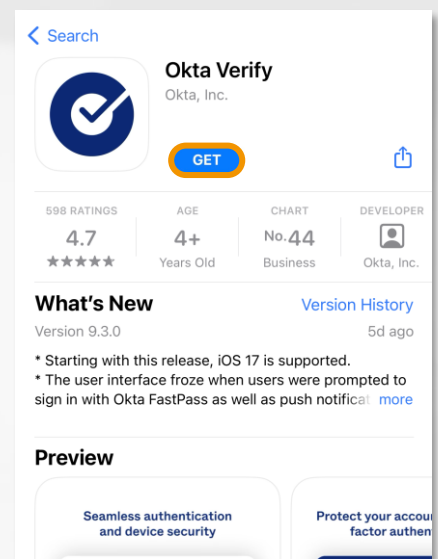 Search
Okta Verify
Okta, Inc.
GET
598 RATINGS
4.7
Years Old
AGE
4+
CHART
No.44
Business
DEVELOPER
Okta, Inc.
What's New
Version History
Version 9.3.0
5d ago
* Starting with this release, iOS 17 is supported.
* The user interface froze when users were prompted to
sign in with Okta FastPass as well as push notificat more
Preview
Seamless authentication
and device security
Protect your accou
factor authen